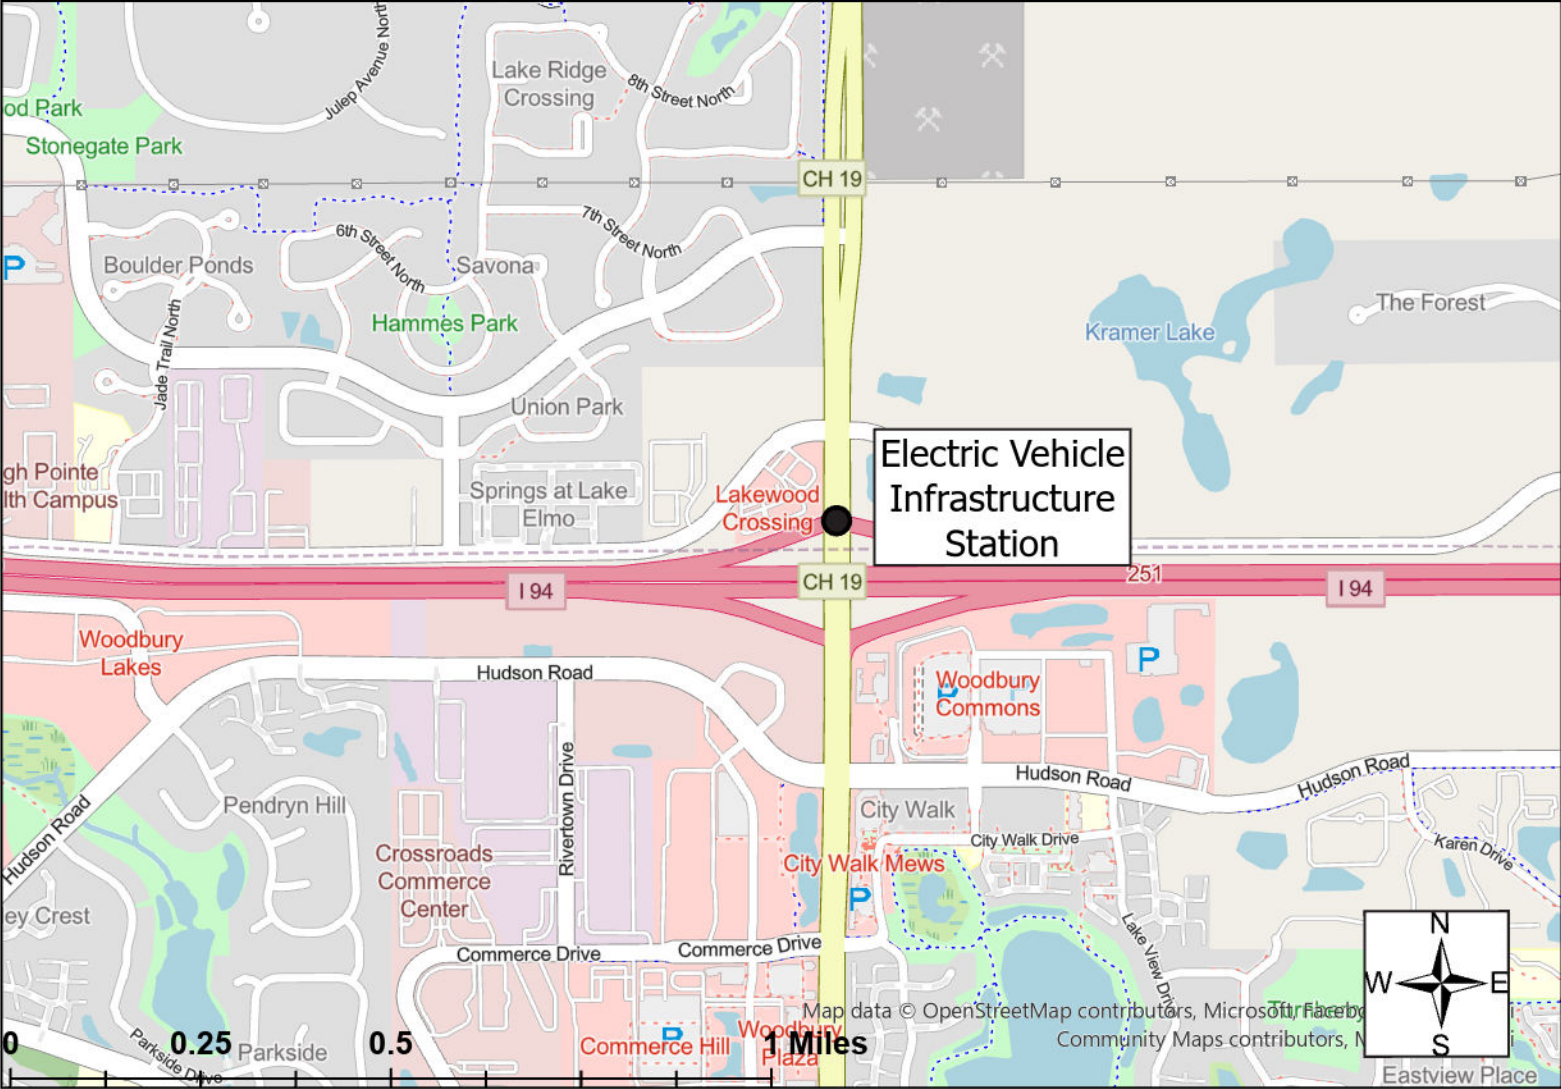 Julep Avenue North
Lake Ridge
Crossing
8th Street North
od Park
Stonegate Park
CH 19
6th Street North
7th Street North
Boulder Ponds
Savona
P
The Forest
Hammes Park
Kramer Lake
Jade Trail North
Union Park
Electric Vehicle
Infrastructure
Station
gh Pointe
lth Campus
Springs at Lake
Elmo
Lakewood
Crossing
CH 19
251
I 94
I 94
Woodbury
Lakes
P
Hudson Road
P
Woodbury
Commons
Hudson Road
Hudson Road
Rivertown Drive
Pendryn Hill
City Walk
Hudson Road
City Walk Drive
Karen Drive
Crossroads
Commerce
Center
City Walk Mews
P
ey Crest
Lake View Drive
Commerce Drive
Commerce Drive
N
W E
S
Map data © OpenStreetMap contributors, Microsoft, Facebo
Community Maps contributors, M
0 0.25 0.5 1 Miles
Parkside Drive
Parkside
P
Commerce Hill
Woodbury
Plaza
Eastview Place